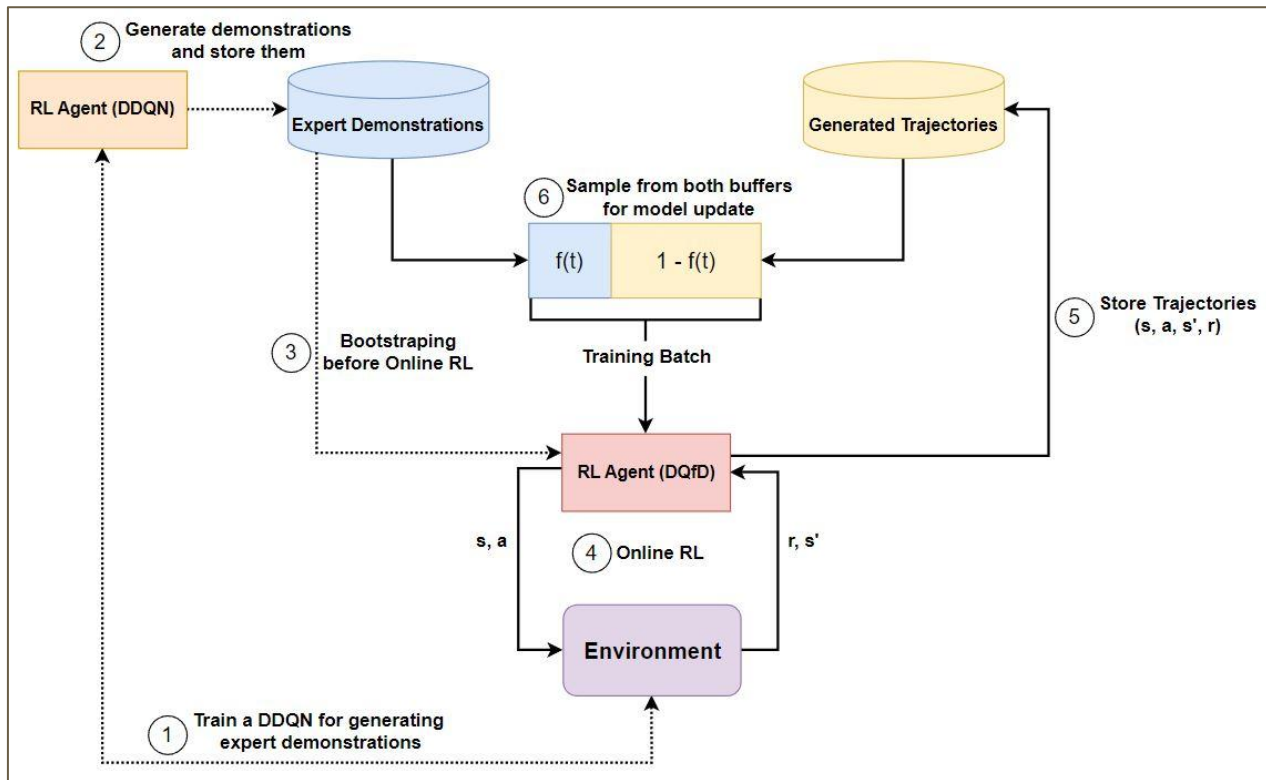 2
Generate demonstrations
and store them
RL Agent (DDQN)
Expert Demonstrations
Generated Trajectories
6
Sample from both buffers
for model update
f(t)
1 - f(t)
5
Store Trajectories
(s, a, s', r)
3
Bootstraping
before Online RL
Training Batch
RL Agent (DQfD)
s, a
4
Online RL
r, s'
Environment
1
Train a DDQN for generating
expert demonstrations